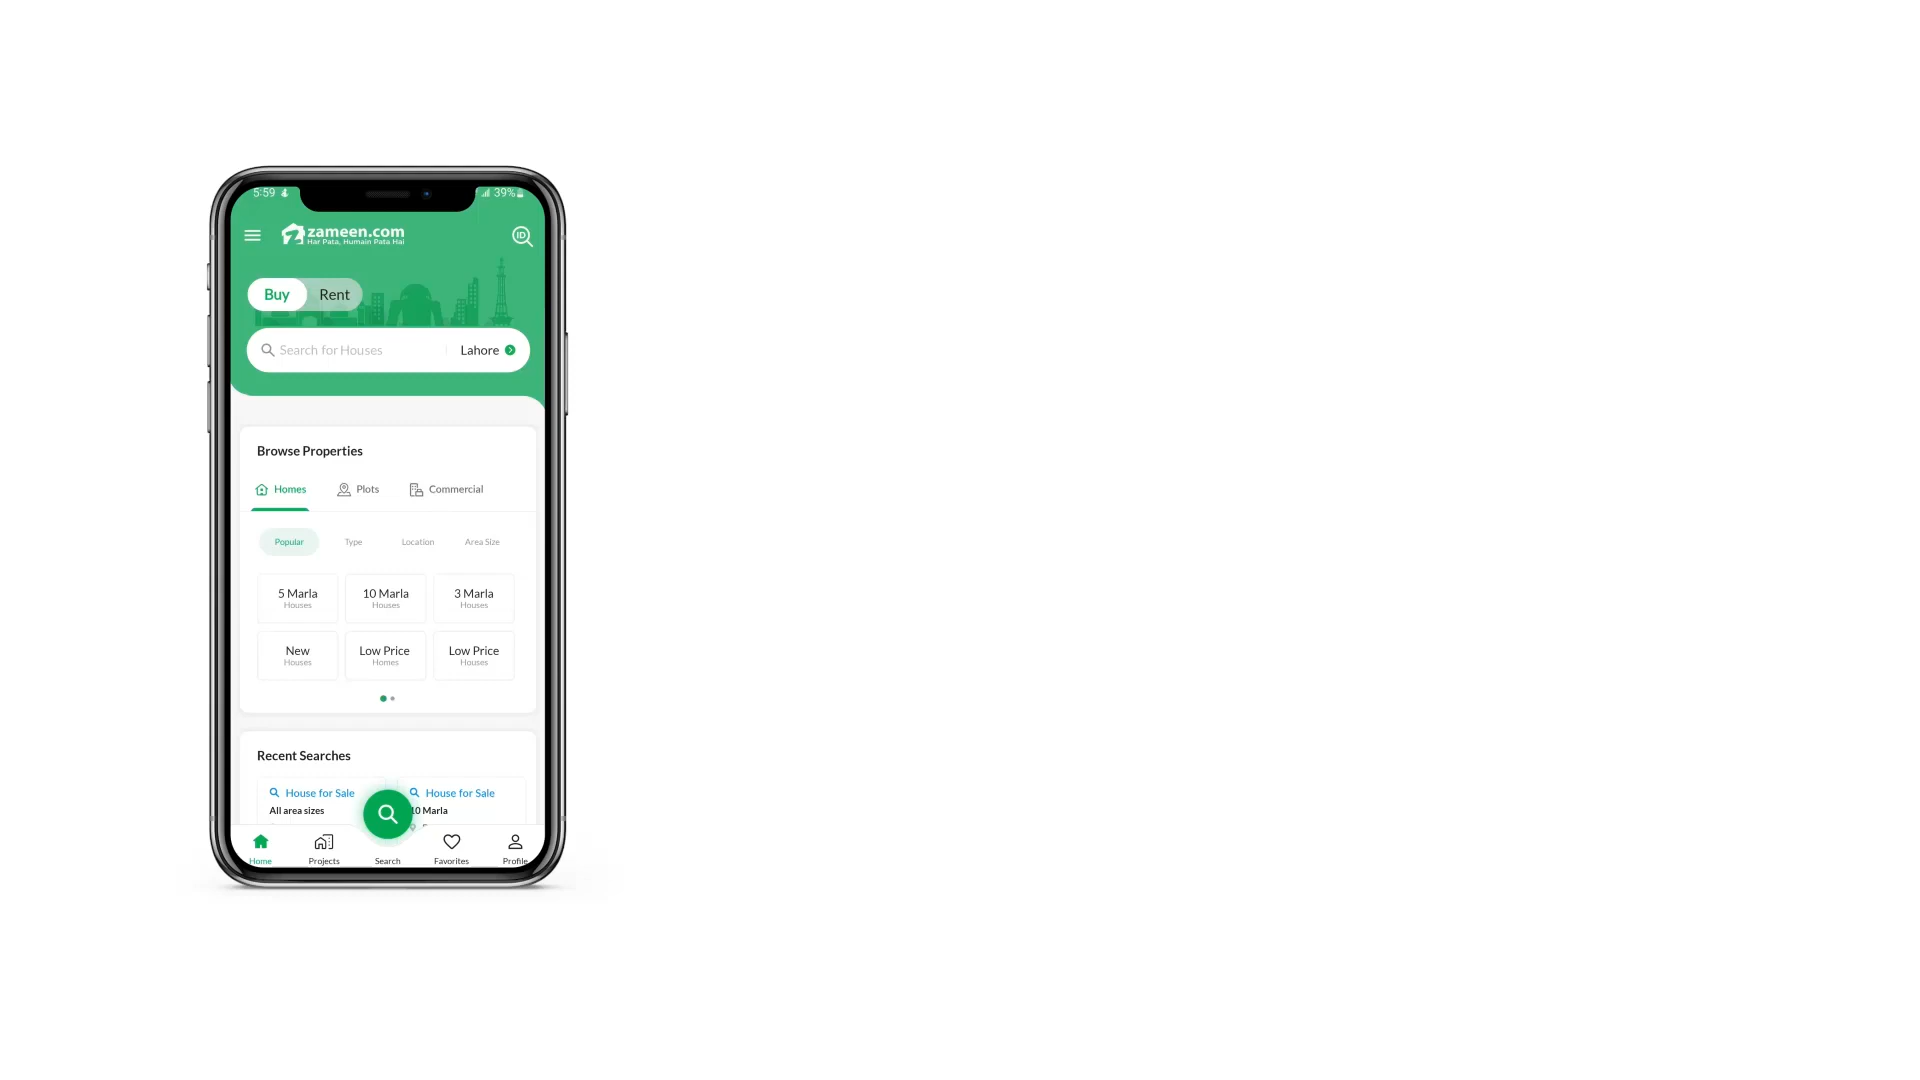 5:59 39%
zameen.com
Har Pata, Humain Pata Hai
ID
Buy Rent
Search for Houses Lahore
Browse Properties
Homes Plots Commercial
Popular Type Location Area Size
5 Marla 10 Marla 3 Marla
Houses Houses Houses
New Low Price Low Price
Houses Homes Houses
Recent Searches
House for Sale House for Sale
All area sizes 10 Marla
Home Projects Search Favorites Profile